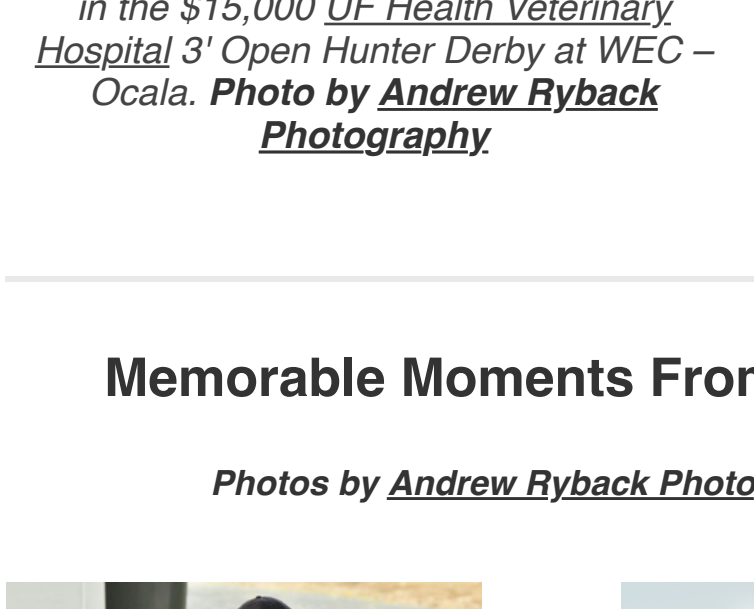 in the $15,000 UF Health Veterinary
Hospital 3' Open Hunter Derby at WEC –
Ocala. Photo by Andrew Ryback
Photography
Memorable Moments From
Photos by Andrew Ryback Photo